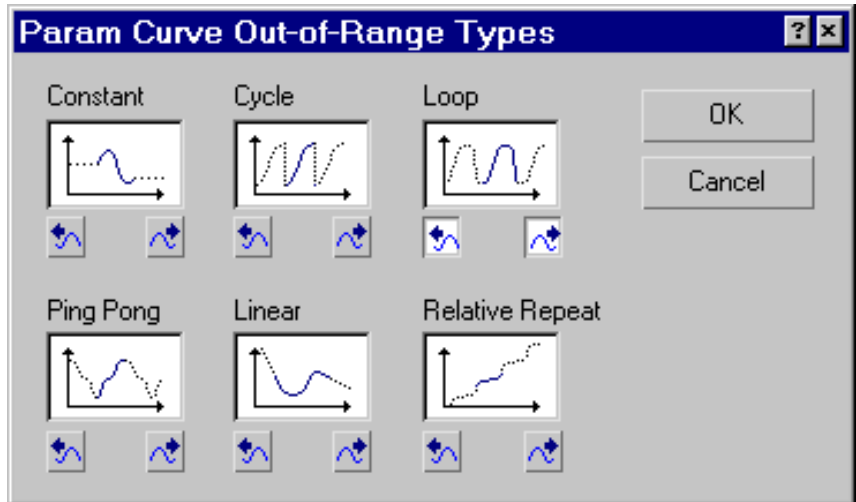 Param Curve Out-of-Range Types
Constant
Cycle
Loop
OK
Cancel
Ping Pong
Linear
Relative Repeat